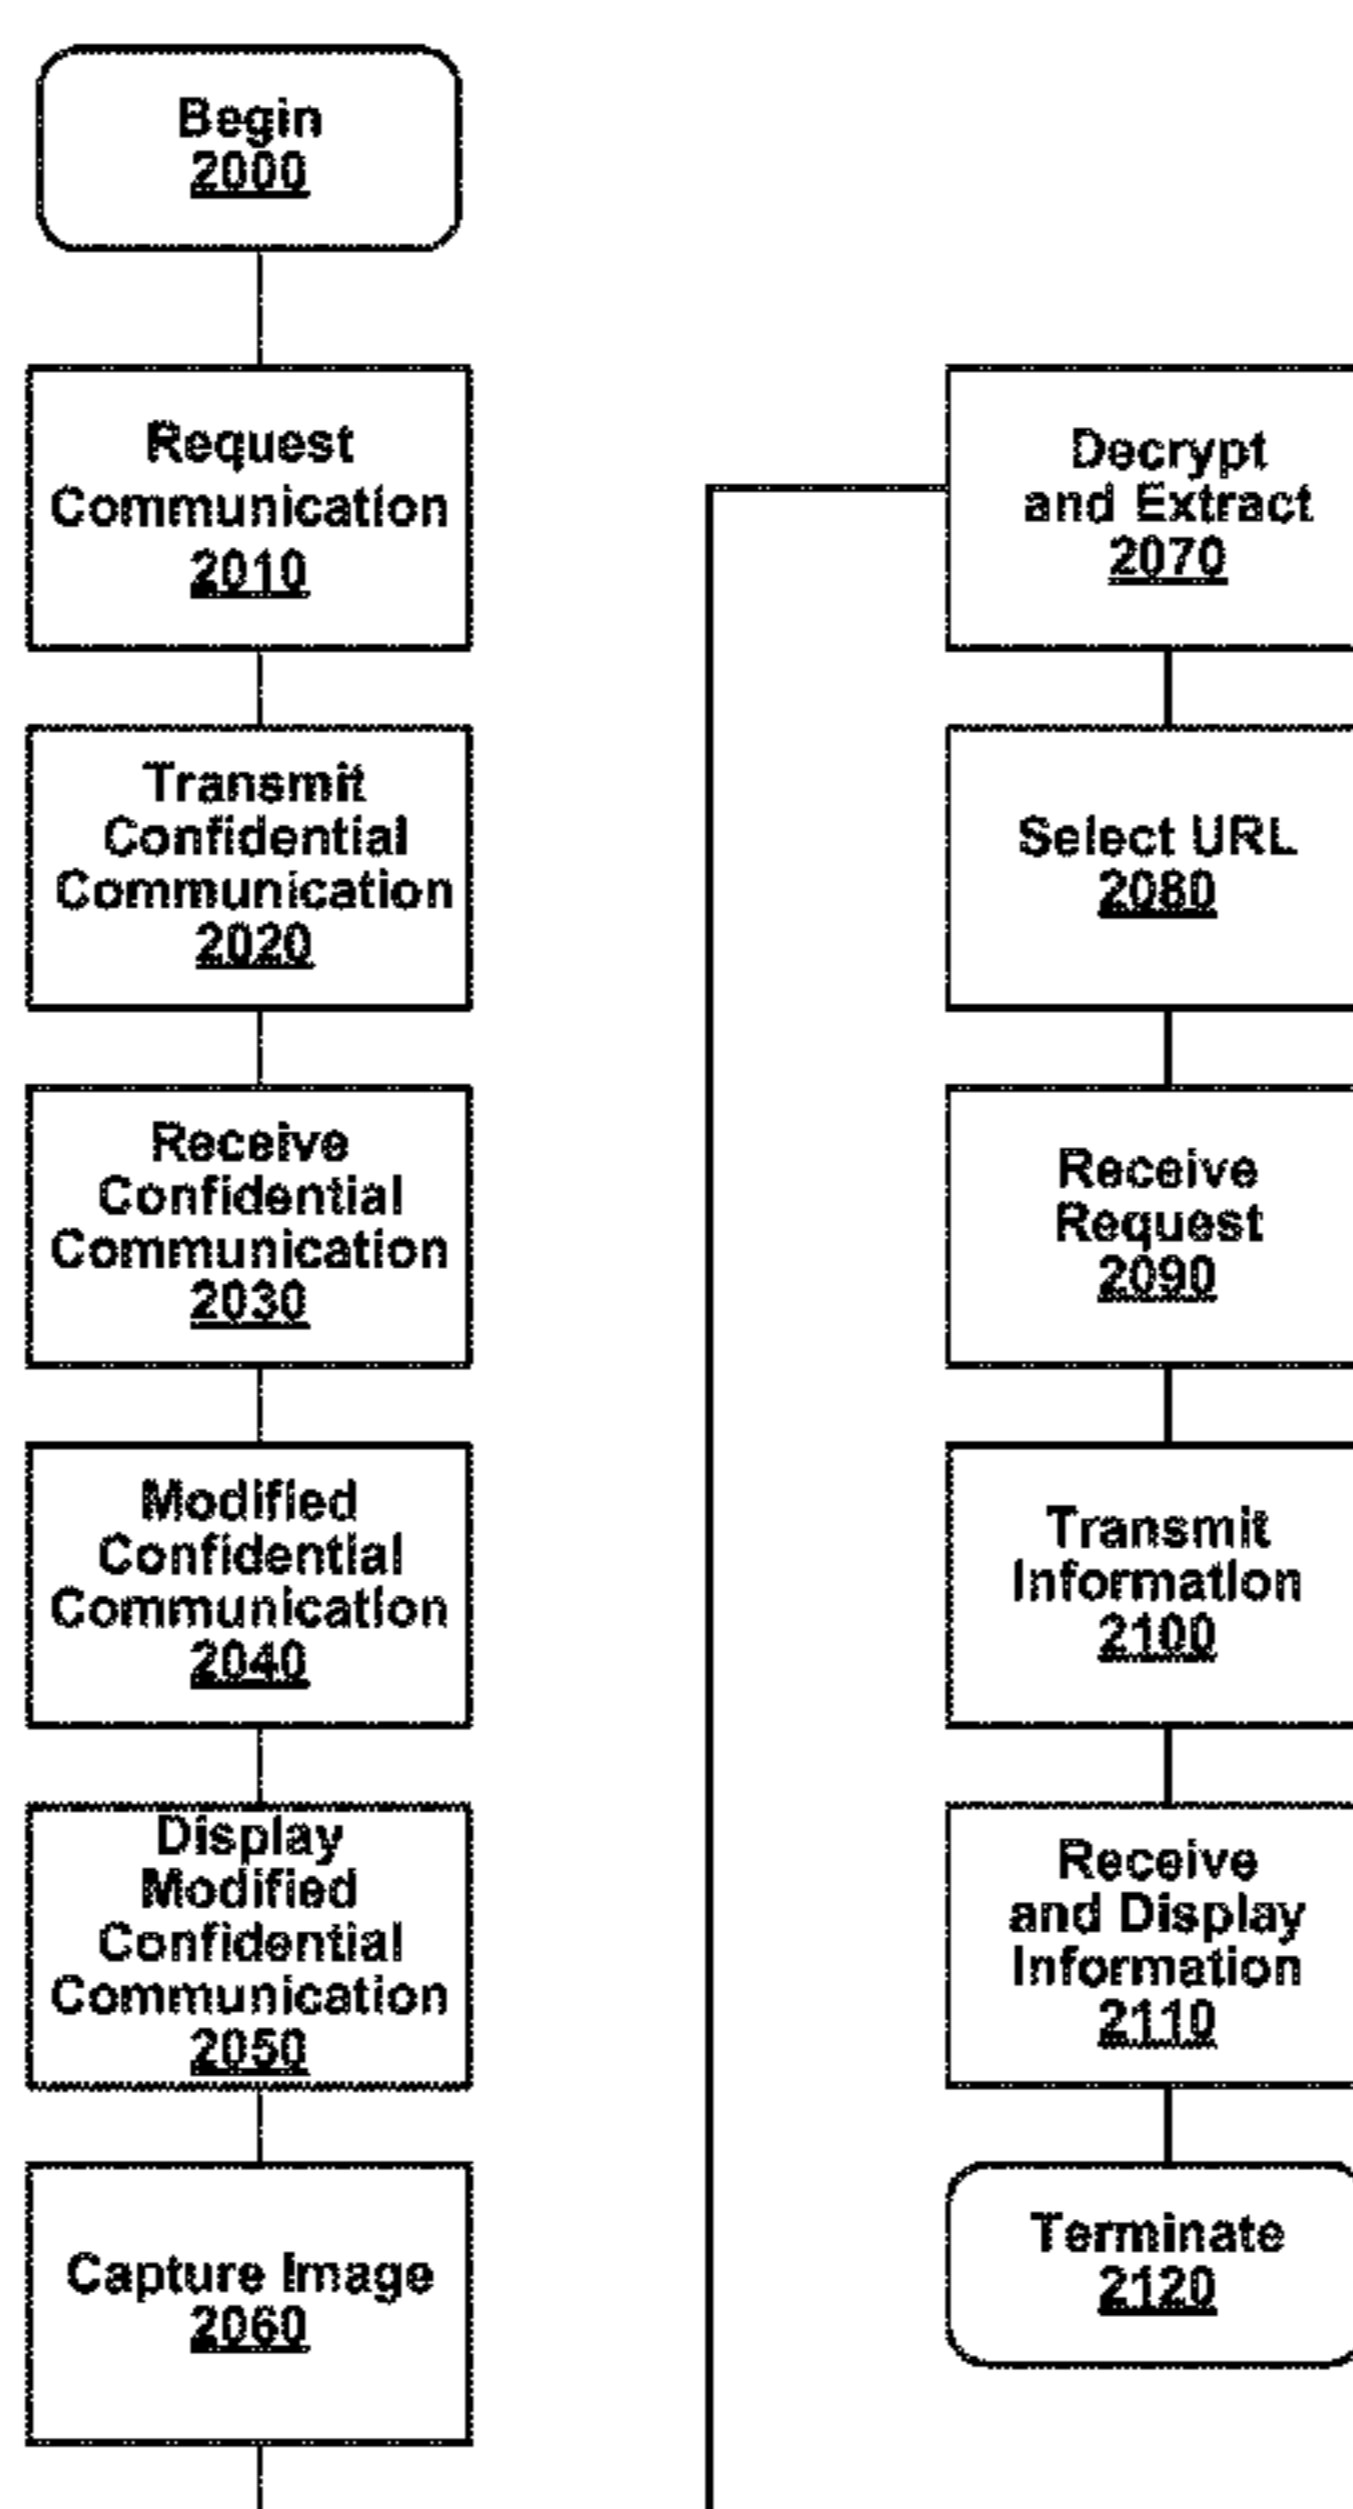 Begin
2000
Request
Communication
2010
Transmit
Confidential
Communication
2020
Receive
Confidential
Communication
2030
Modified
Confidential
Communication
2040
Display
Modified
Confidential
Communication
2050
Capture Image
2060
Decrypt
and Extract
2070
Select URL
2080
Receive
Request
2090
Transmit
Information
2100
Receive
and Display
Information
2110
Terminate
2120